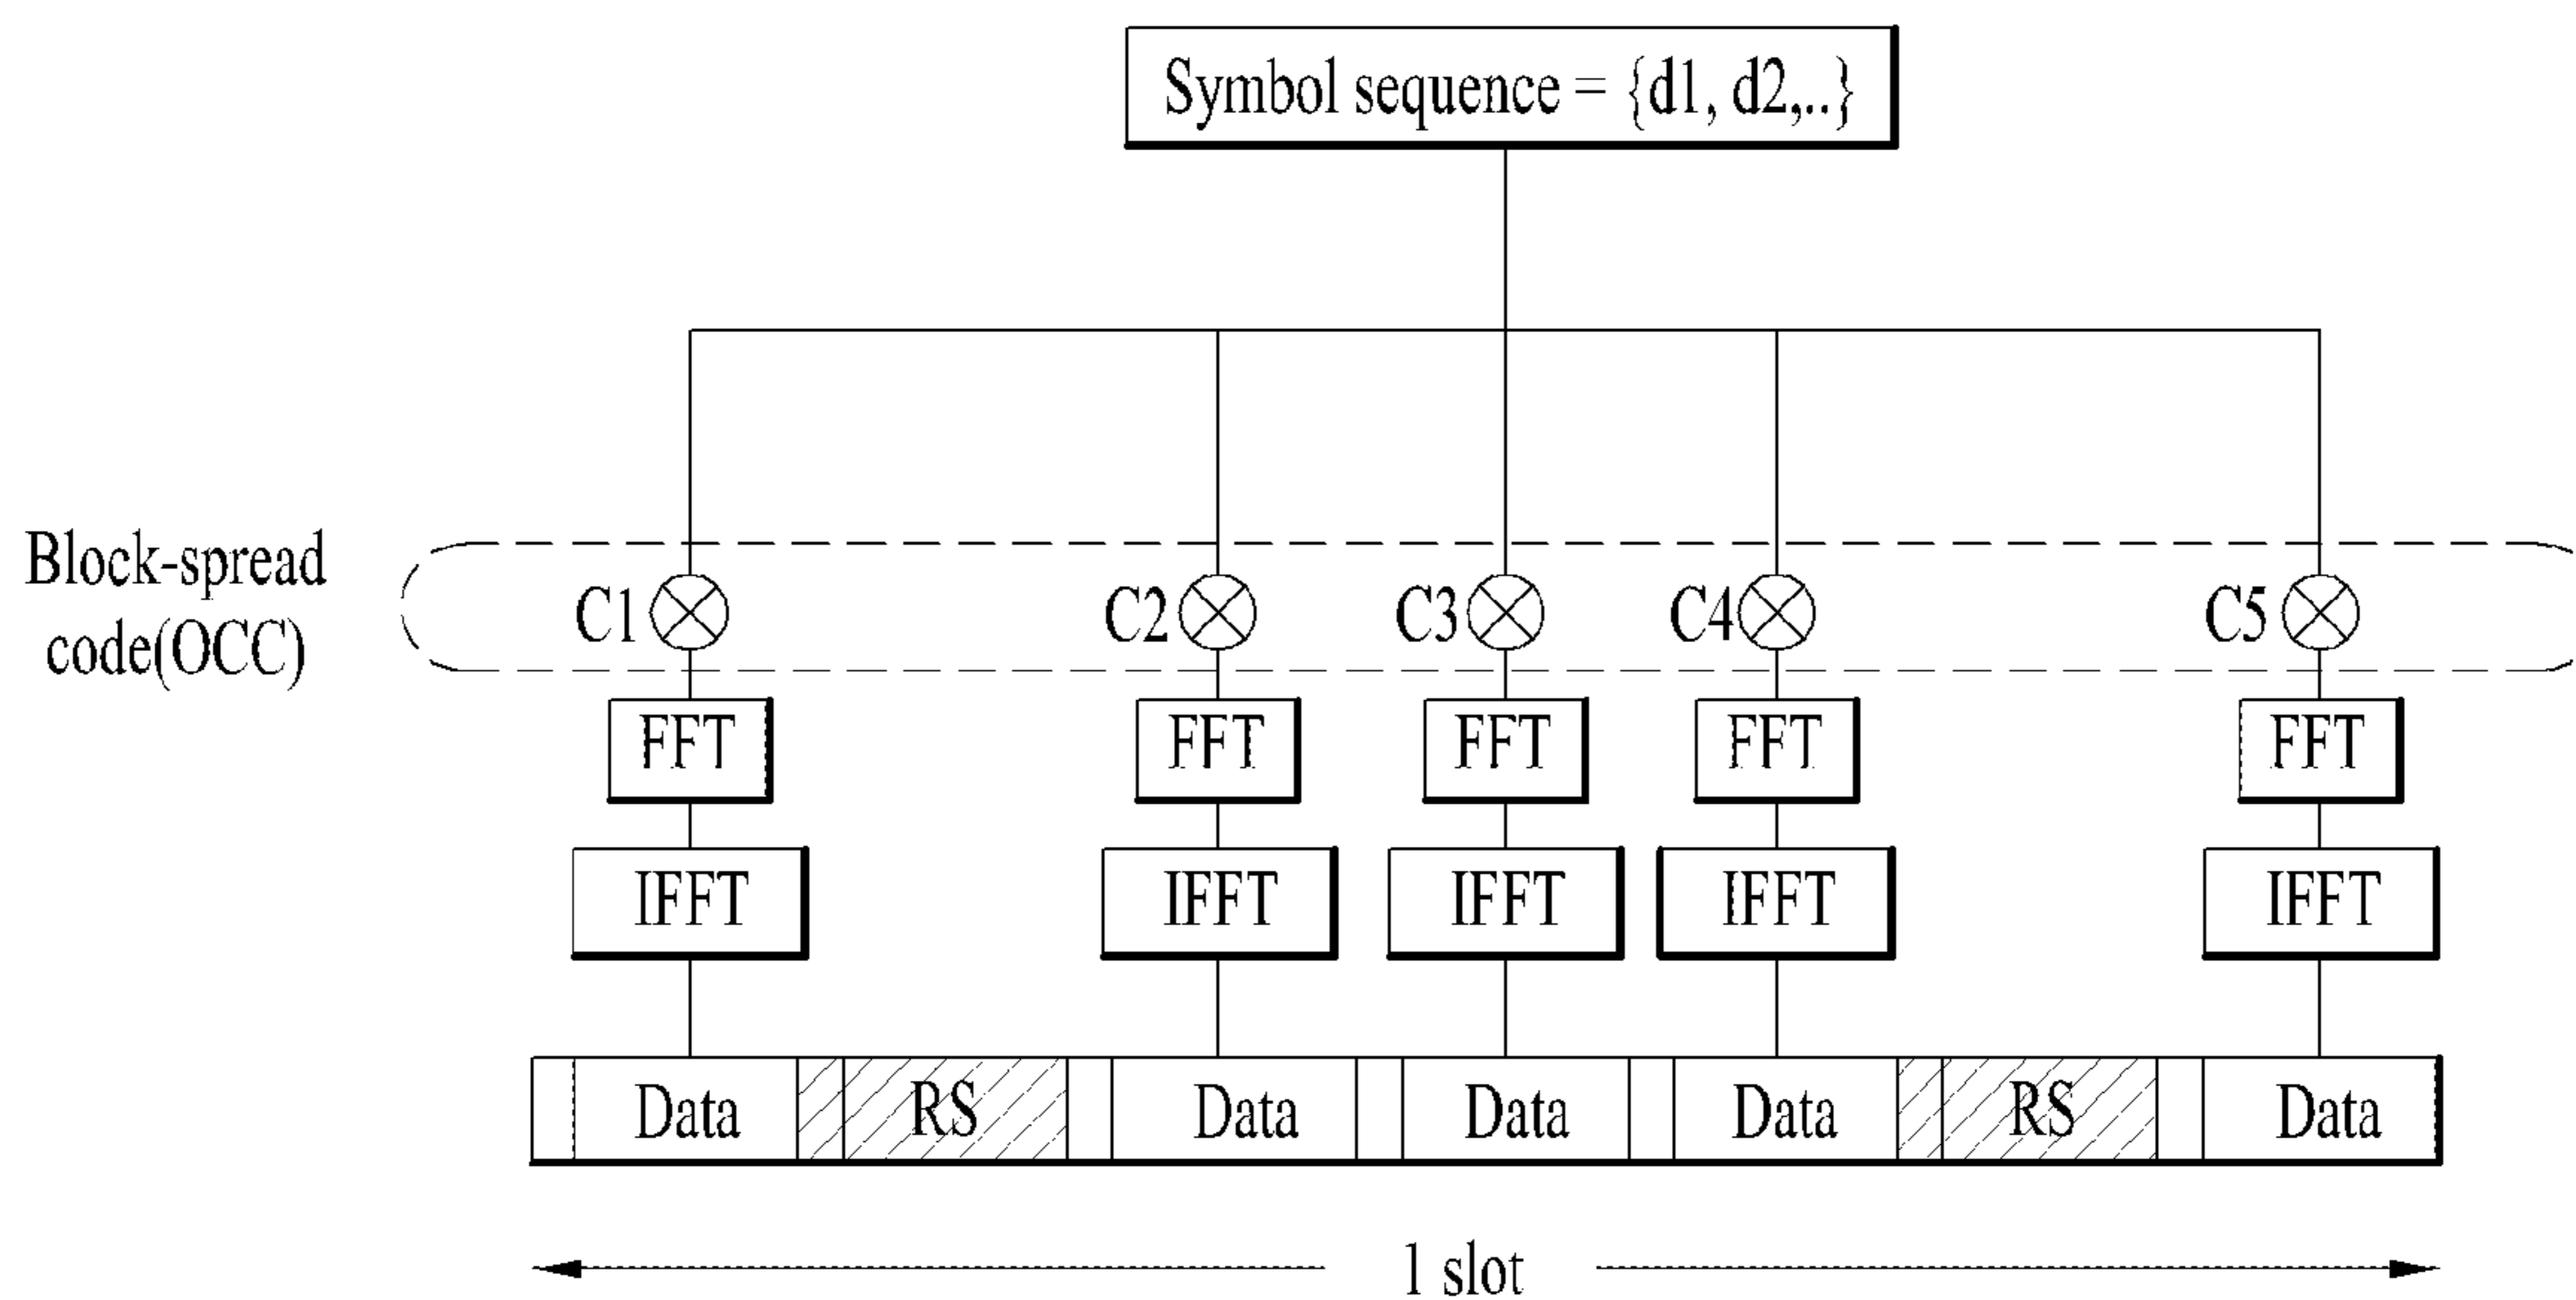 Symbol sequence = {d1, d2,..}
Block-spread
code(OCC)
C1
C2
C3
C4
C5
FFT
FFT
FFT
FFT
FFT
IFFT
IFFT
IFFT
IFFT
IFFT
Data
RS
Data
Data
Data
RS
Data
1 slot